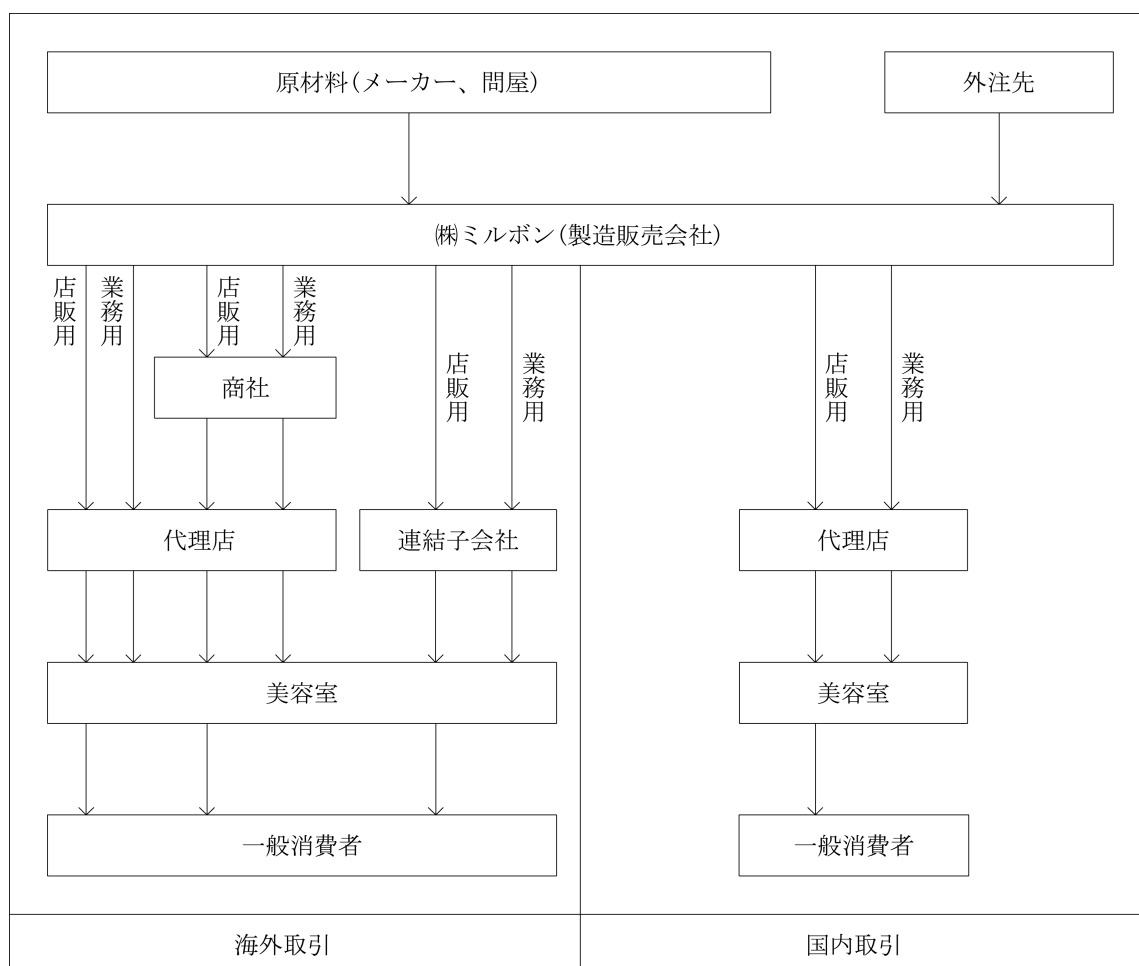 原材料(メーカー、問屋)
外注先
㈱ミルボン(製造販売会社)
店販用
業務用
店販用
業務用
店販用
業務用
店販用
業務用
商社
代理店
連結子会社
代理店
美容室
美容室
一般消費者
一般消費者
海外取引
国内取引